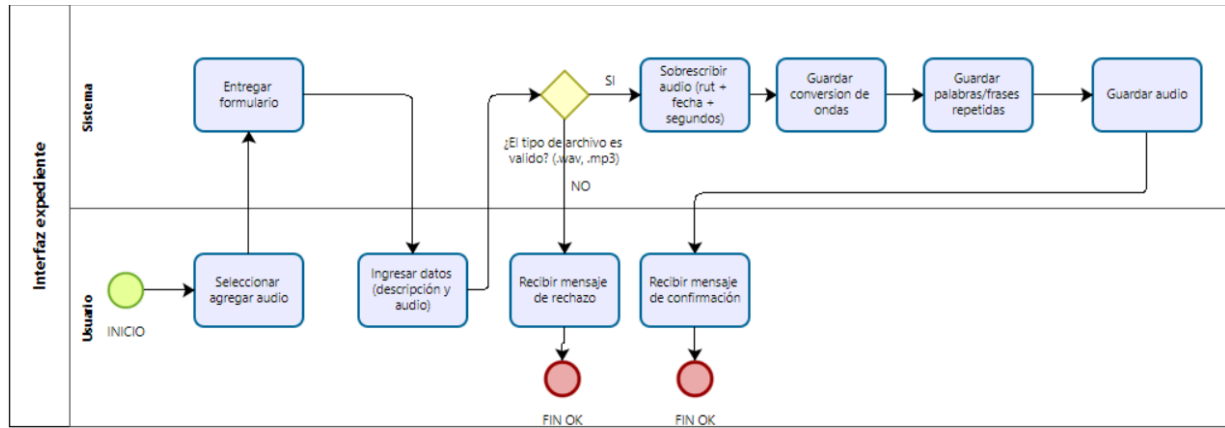 Interfaz expediente
Sistema
Entregar
formulario
¿El tipo de archivo es
valido? (.wav, .mp3)
SI
NO
Sobrescribir
audio (rut +
fecha +
segundos)
Guardar
conversion de
ondas
Guardar
palabras/frases
repetidas
Guardar audio
Usuario
INICIO
Seleccionar
agregar audio
Ingresar datos
(descripción y
audio)
Recibir mensaje
de rechazo
Recibir mensaje
de confirmación
FIN OK
FIN OK